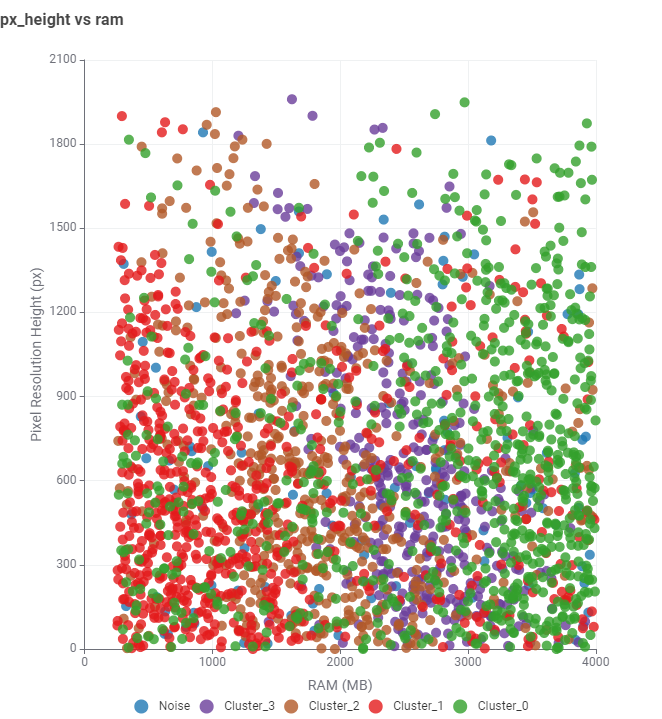 px_height vs ram
2100
1800
1500
1200
900
600
300
0
Pixel Resolution Height (px)
0 1000 2000 3000 4000
RAM (MB)
Noise Cluster_3 Cluster_2 Cluster_1 Cluster_0